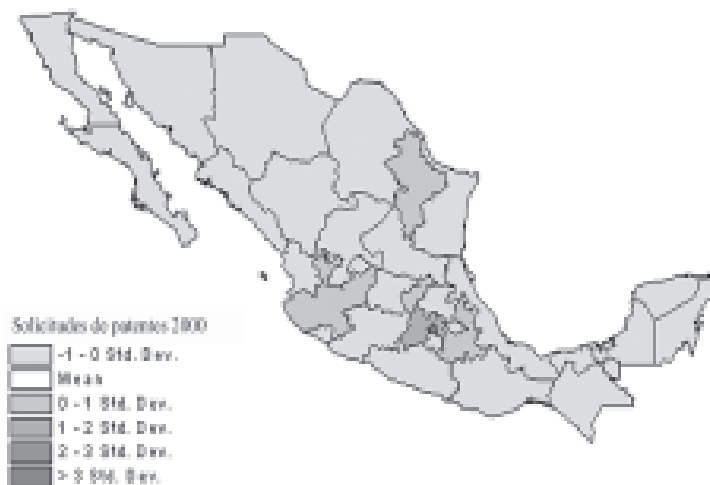 Solicitudes de patentes 2000
-1 - 0 Std. Dev.
Mean
0 - 1 Std. Dev.
1 - 2 Std. Dev.
2 - 3 Std. Dev.
> 3 Std. Dev.